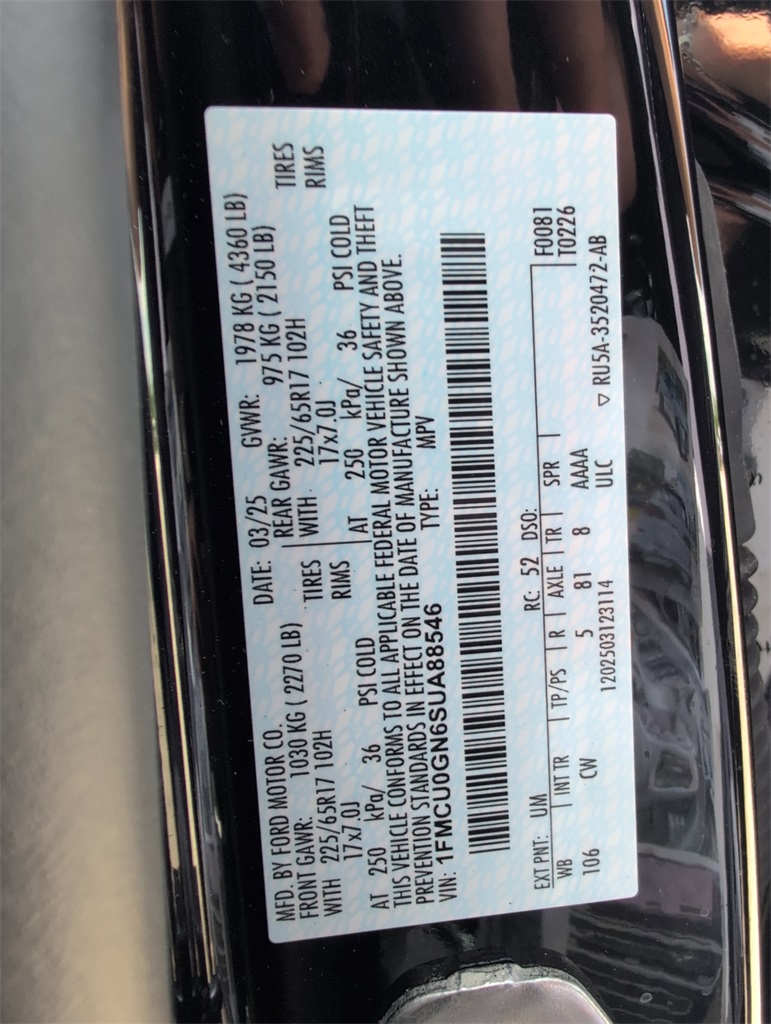 MFD. BY FORD MOTOR CO.
DATE: 03/25 GVWR: 1978 KG ( 4360 LB)
FRONT GAWR: 1030 KG ( 2270 LB) REAR GAWR: 975 KG ( 2150 LB)
WITH 225/65R17 102H TIRES WITH 225/65R17 102H TIRES
17x7.0J RIMS 17x7.0J RIMS
AT 250 kPa/ 36 PSI COLD AT 250 kPa/ 36 PSI COLD
THIS VEHICLE CONFORMS TO ALL APPLICABLE FEDERAL MOTOR VEHICLE SAFETY AND THEFT
PREVENTION STANDARDS IN EFFECT ON THE DATE OF MANUFACTURE SHOWN ABOVE.
VIN: 1FMCU0GN6SUA88546 TYPE: MPV
EXT PNT: UM RC: 52 DSO: F0081
WB INT TR TP/PS R AXLE TR SPR T0226
106 CW 5 81 8 AAAA
1202503123114 ULC ▽ RU5A-3520472-AB